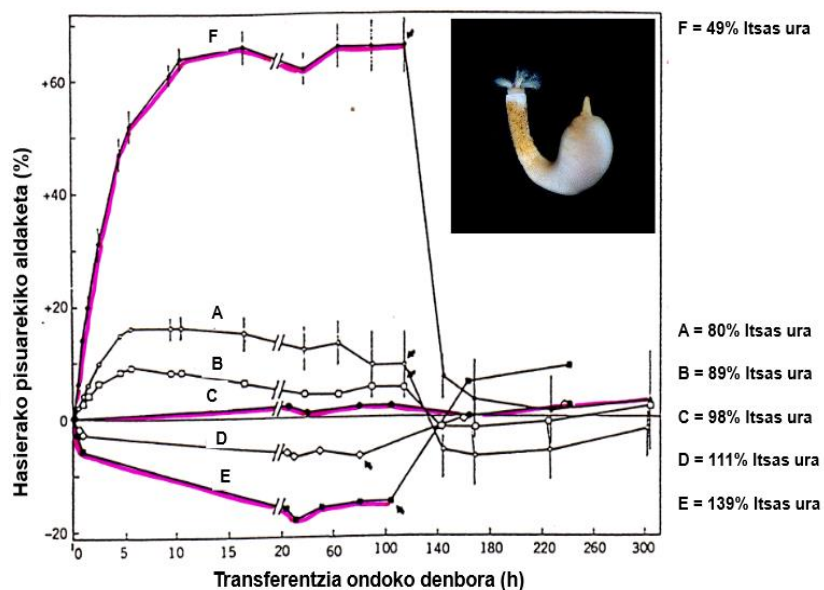 F = 49% Itsas ura
F
+60
+40
+20
0
−20
A
B
C
D
E
A = 80% Itsas ura
B = 89% Itsas ura
C = 98% Itsas ura
D = 111% Itsas ura
E = 139% Itsas ura
Hasierako pisuarekiko aldaketa (%)
0 5 10 15 20 60 100 140 180 220 260 300
Transferentzia ondoko denbora (h)